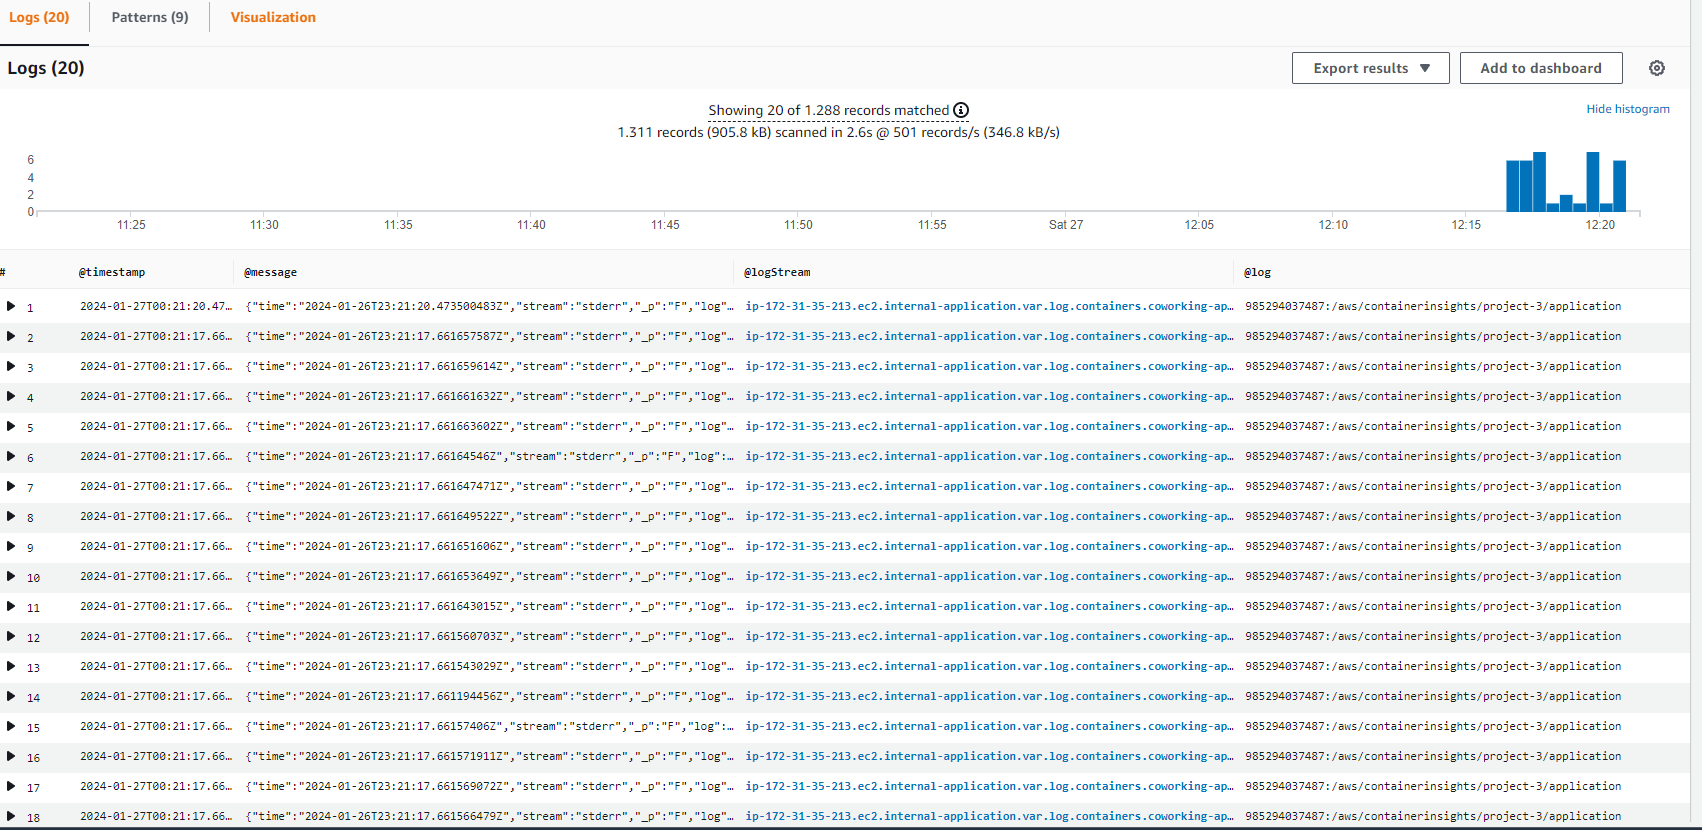 Logs (20) Patterns (9) Visualization
Logs (20) Export results Add to dashboard
Showing 20 of 1.288 records matched
Hide histogram
1.311 records (905.8 kB) scanned in 2.6s @ 501 records/s (346.8 kB/s)
6
4
2
0
11:25 11:30 11:35 11:40 11:45 11:50 11:55 Sat 27 12:05 12:10 12:15 12:20
# @timestamp @message @logStream @log
1 2024-01-27T00:21:20.47… {"time":"2024-01-26T23:21:20.473500483Z","stream":"stderr","_p":"F","log"… ip-172-31-35-213.ec2.internal-application.var.log.containers.coworking-ap… 985294037487:/aws/containerinsights/project-3/application
2 2024-01-27T00:21:17.66… {"time":"2024-01-26T23:21:17.661657587Z","stream":"stderr","_p":"F","log"… ip-172-31-35-213.ec2.internal-application.var.log.containers.coworking-ap… 985294037487:/aws/containerinsights/project-3/application
3 2024-01-27T00:21:17.66… {"time":"2024-01-26T23:21:17.661659614Z","stream":"stderr","_p":"F","log"… ip-172-31-35-213.ec2.internal-application.var.log.containers.coworking-ap… 985294037487:/aws/containerinsights/project-3/application
4 2024-01-27T00:21:17.66… {"time":"2024-01-26T23:21:17.661661632Z","stream":"stderr","_p":"F","log"… ip-172-31-35-213.ec2.internal-application.var.log.containers.coworking-ap… 985294037487:/aws/containerinsights/project-3/application
5 2024-01-27T00:21:17.66… {"time":"2024-01-26T23:21:17.661663602Z","stream":"stderr","_p":"F","log"… ip-172-31-35-213.ec2.internal-application.var.log.containers.coworking-ap… 985294037487:/aws/containerinsights/project-3/application
6 2024-01-27T00:21:17.66… {"time":"2024-01-26T23:21:17.66164546Z","stream":"stderr","_p":"F","log":… ip-172-31-35-213.ec2.internal-application.var.log.containers.coworking-ap… 985294037487:/aws/containerinsights/project-3/application
7 2024-01-27T00:21:17.66… {"time":"2024-01-26T23:21:17.661647471Z","stream":"stderr","_p":"F","log"… ip-172-31-35-213.ec2.internal-application.var.log.containers.coworking-ap… 985294037487:/aws/containerinsights/project-3/application
8 2024-01-27T00:21:17.66… {"time":"2024-01-26T23:21:17.661649522Z","stream":"stderr","_p":"F","log"… ip-172-31-35-213.ec2.internal-application.var.log.containers.coworking-ap… 985294037487:/aws/containerinsights/project-3/application
9 2024-01-27T00:21:17.66… {"time":"2024-01-26T23:21:17.661651606Z","stream":"stderr","_p":"F","log"… ip-172-31-35-213.ec2.internal-application.var.log.containers.coworking-ap… 985294037487:/aws/containerinsights/project-3/application
10 2024-01-27T00:21:17.66… {"time":"2024-01-26T23:21:17.661653649Z","stream":"stderr","_p":"F","log"… ip-172-31-35-213.ec2.internal-application.var.log.containers.coworking-ap… 985294037487:/aws/containerinsights/project-3/application
11 2024-01-27T00:21:17.66… {"time":"2024-01-26T23:21:17.661643015Z","stream":"stderr","_p":"F","log"… ip-172-31-35-213.ec2.internal-application.var.log.containers.coworking-ap… 985294037487:/aws/containerinsights/project-3/application
12 2024-01-27T00:21:17.66… {"time":"2024-01-26T23:21:17.661560703Z","stream":"stderr","_p":"F","log"… ip-172-31-35-213.ec2.internal-application.var.log.containers.coworking-ap… 985294037487:/aws/containerinsights/project-3/application
13 2024-01-27T00:21:17.66… {"time":"2024-01-26T23:21:17.661543029Z","stream":"stderr","_p":"F","log"… ip-172-31-35-213.ec2.internal-application.var.log.containers.coworking-ap… 985294037487:/aws/containerinsights/project-3/application
14 2024-01-27T00:21:17.66… {"time":"2024-01-26T23:21:17.661194456Z","stream":"stderr","_p":"F","log"… ip-172-31-35-213.ec2.internal-application.var.log.containers.coworking-ap… 985294037487:/aws/containerinsights/project-3/application
15 2024-01-27T00:21:17.66… {"time":"2024-01-26T23:21:17.66157406Z","stream":"stderr","_p":"F","log":… ip-172-31-35-213.ec2.internal-application.var.log.containers.coworking-ap… 985294037487:/aws/containerinsights/project-3/application
16 2024-01-27T00:21:17.66… {"time":"2024-01-26T23:21:17.661571911Z","stream":"stderr","_p":"F","log"… ip-172-31-35-213.ec2.internal-application.var.log.containers.coworking-ap… 985294037487:/aws/containerinsights/project-3/application
17 2024-01-27T00:21:17.66… {"time":"2024-01-26T23:21:17.661569072Z","stream":"stderr","_p":"F","log"… ip-172-31-35-213.ec2.internal-application.var.log.containers.coworking-ap… 985294037487:/aws/containerinsights/project-3/application
18 2024-01-27T00:21:17.66… {"time":"2024-01-26T23:21:17.661566479Z","stream":"stderr","_p":"F","log"… ip-172-31-35-213.ec2.internal-application.var.log.containers.coworking-ap… 985294037487:/aws/containerinsights/project-3/application